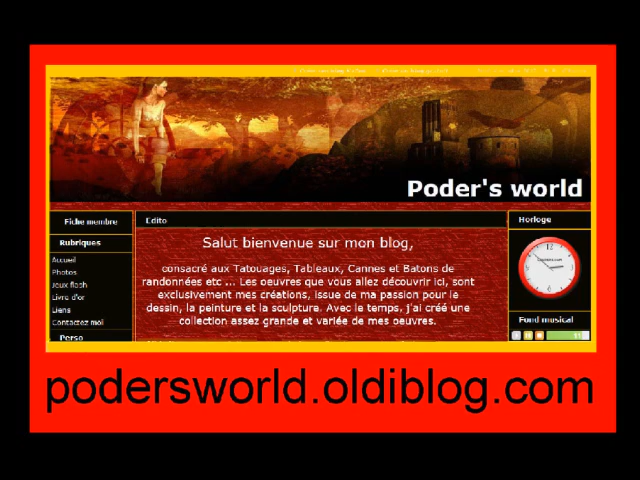 Poder's world
Fiche membre
Rubriques
Accueil
Photos
Jeux flash
Livre d'or
Liens
Contactez moi
Perso
Edito
Salut bienvenue sur mon blog,
consacré aux Tatouages, Tableaux, Cannes et Batons de
randonnées etc ... Les oeuvres que vous allez découvrir ici, sont
exclusivement mes créations, issue de ma passion pour le
dessin, la peinture et la sculpture. Avec le temps, j'ai créé une
collection assez grande et variée de mes oeuvres.
Horloge
12
Fond musical
podersworld.oldiblog.com